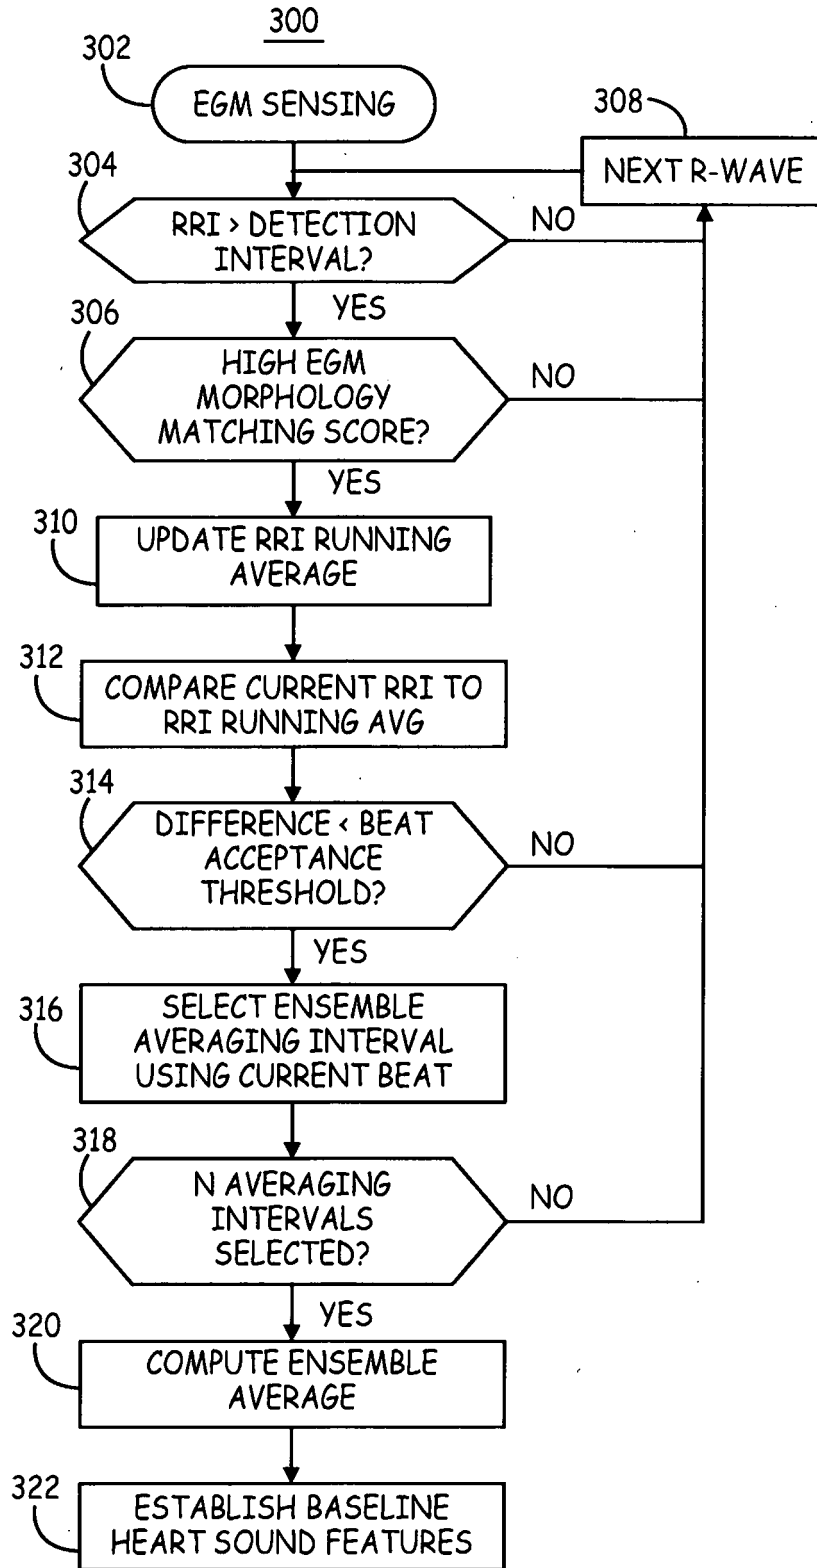 300
302
EGM SENSING
308
NEXT R-WAVE
304
RRI > DETECTION
INTERVAL?
NO
YES
306
HIGH EGM
MORPHOLOGY
MATCHING SCORE?
NO
YES
310
UPDATE RRI RUNNING
AVERAGE
312
COMPARE CURRENT RRI TO
RRI RUNNING AVG
314
DIFFERENCE < BEAT
ACCEPTANCE
THRESHOLD?
NO
YES
316
SELECT ENSEMBLE
AVERAGING INTERVAL
USING CURRENT BEAT
318
N AVERAGING
INTERVALS
SELECTED?
NO
YES
320
COMPUTE ENSEMBLE
AVERAGE
322
ESTABLISH BASELINE
HEART SOUND FEATURES